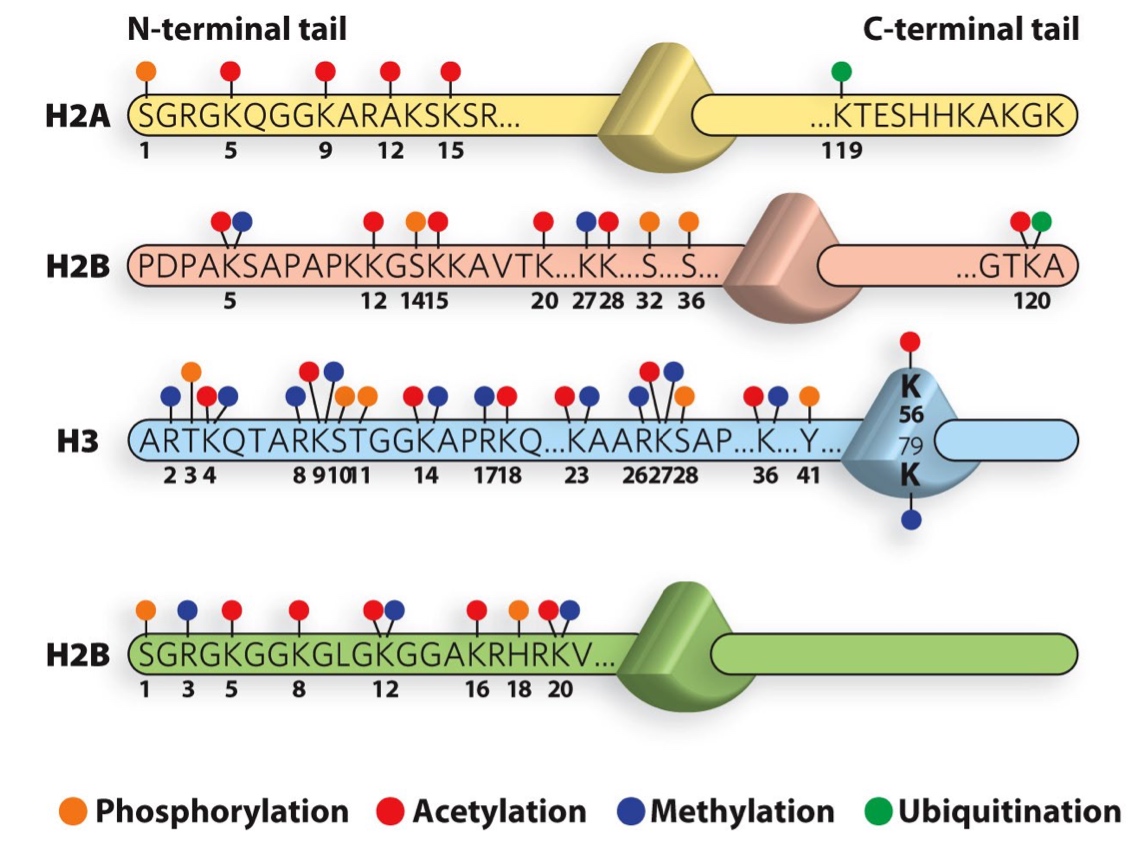 N-terminal tail C-terminal tail
H2A SGRGKQGGKARAKSKSR... ...KTESHHKAKGK
1 5 9 12 15 119
H2B PDPAKSAPAPKKGSKKAVTK...KK...S...S... ...GTKA
5 12 14 15 20 27 28 32 36 120
K
56
H3 ARTKQTARKSTGGKAPRKQ...KAARKSAP...K...Y... 79
2 3 4 8 9 10 11 14 17 18 23 26 27 28 36 41 K
H2B SGRGKGGKGLGKGGAKRHRKV...
1 3 5 8 12 16 18 20
Phosphorylation Acetylation Methylation Ubiquitination